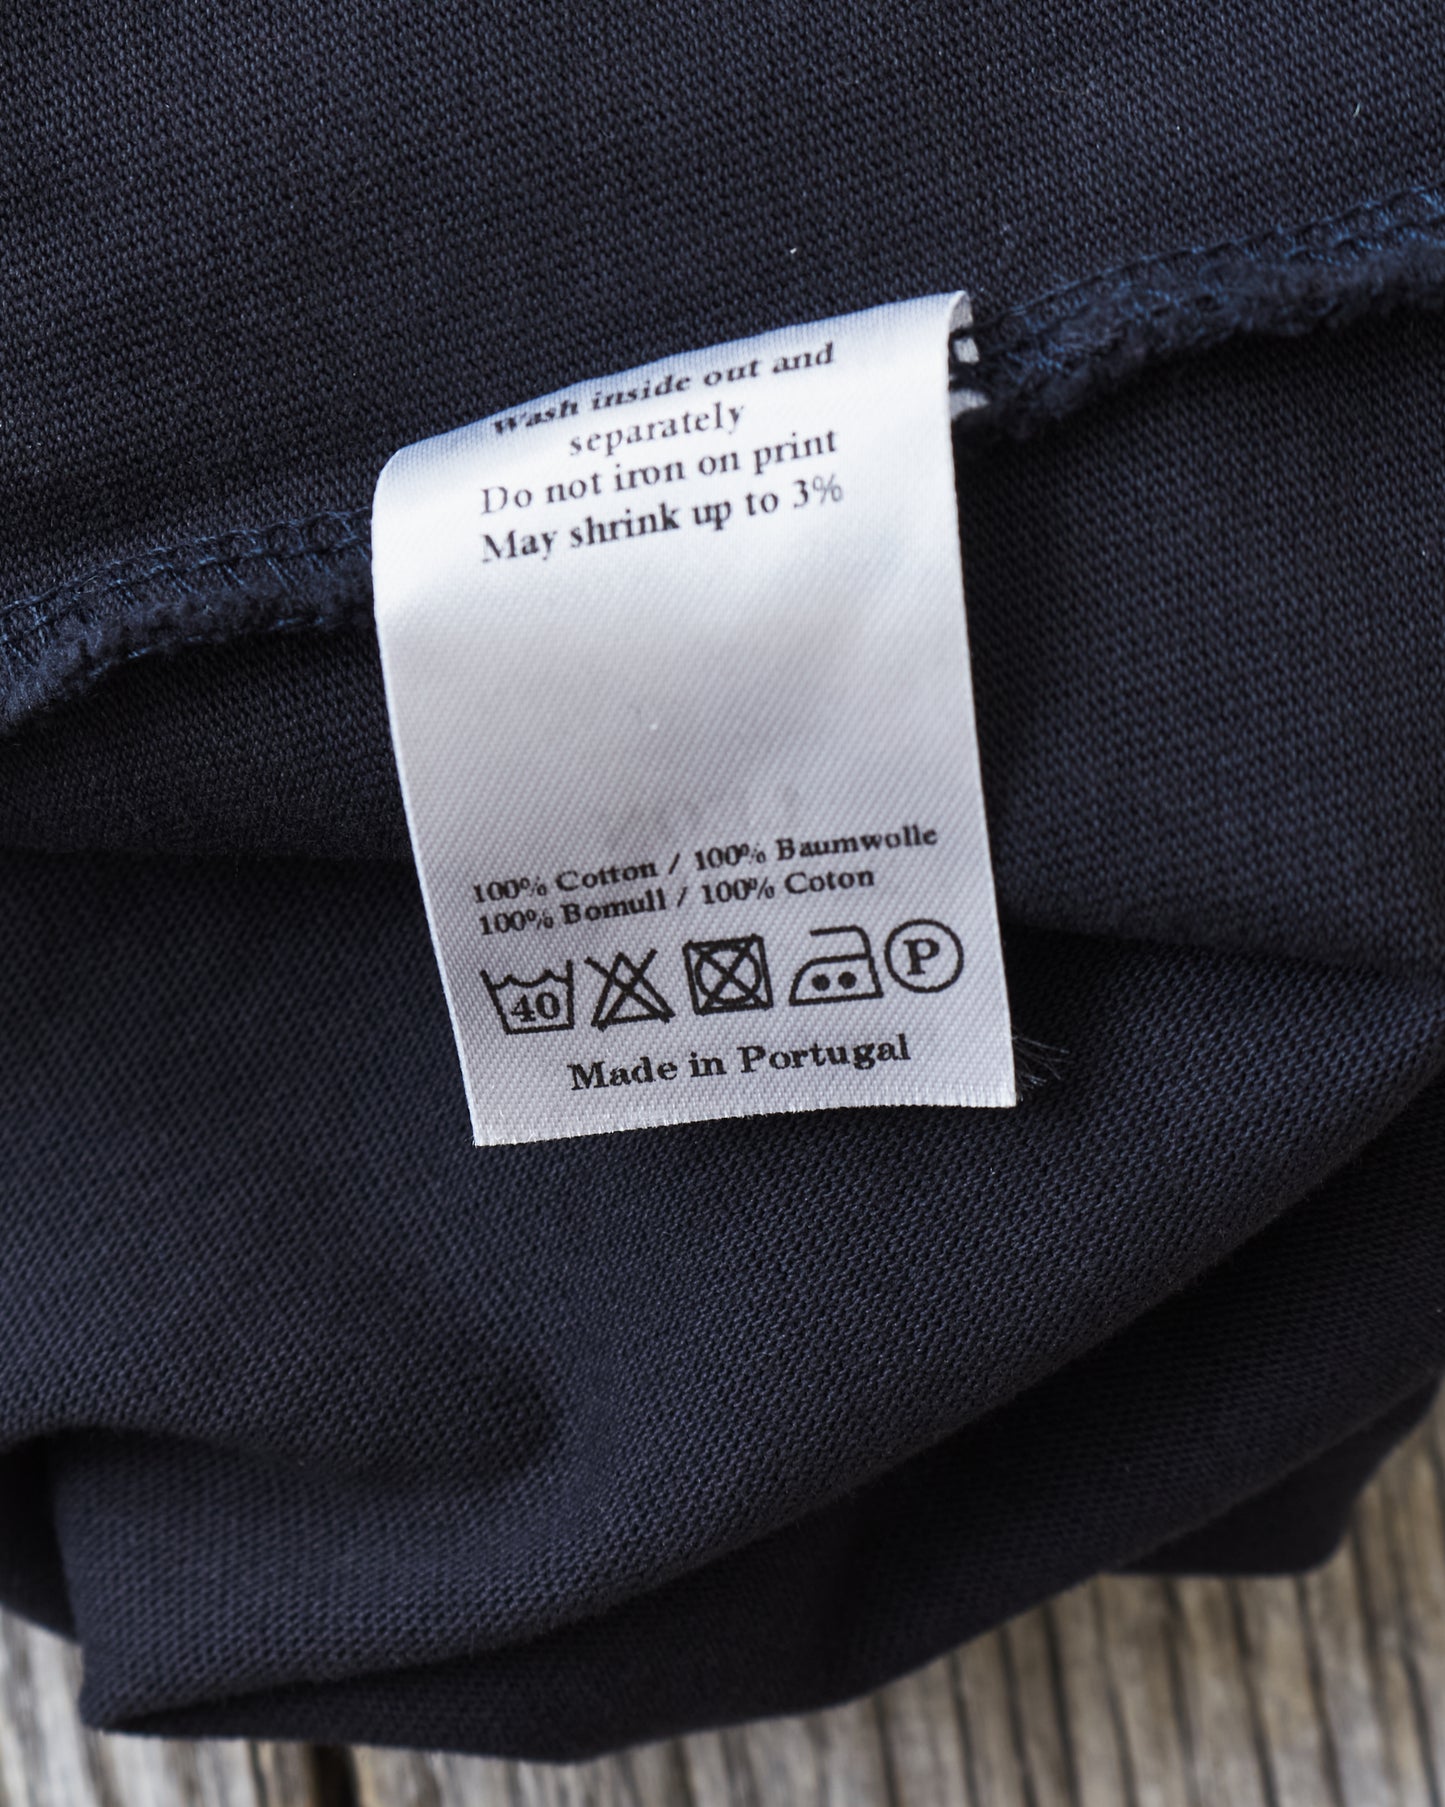 Wash inside out and
separately
Do not iron on print
May shrink up to 3%
100% Cotton / 100% Baumwolle
100% Bomull / 100% Coton
40 P
Made in Portugal